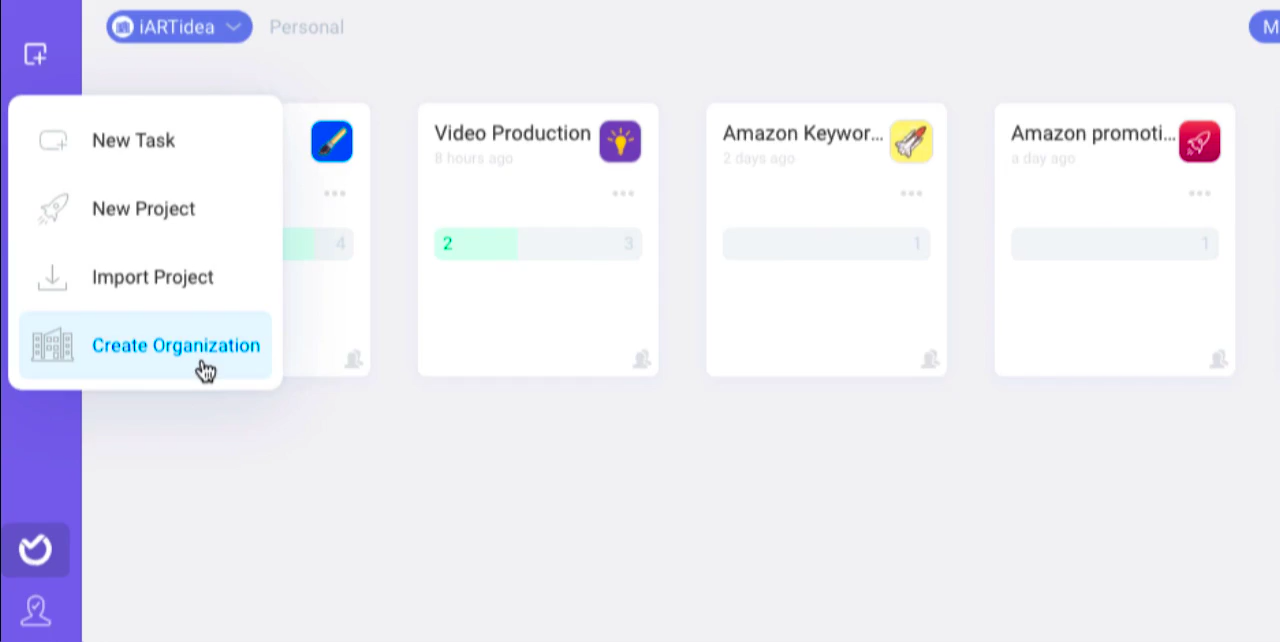 iARTidea
Personal
M
New Task
New Project
Import Project
Create Organization
4
Video Production
8 hours ago
2
3
Amazon Keywor...
2 days ago
1
Amazon promoti...
a day ago
1